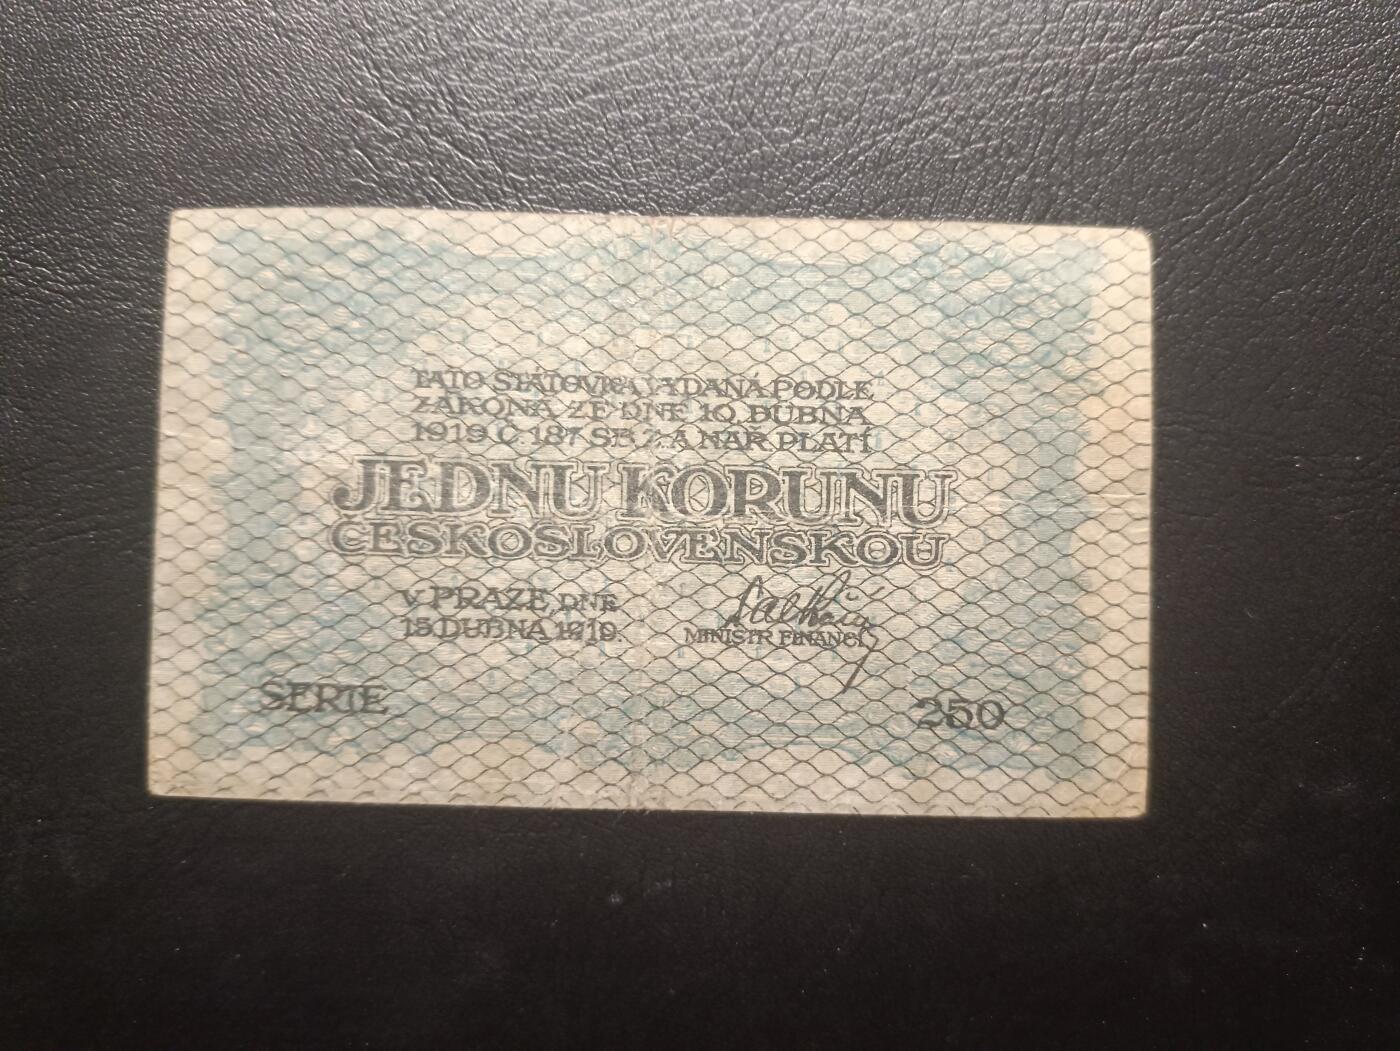 TATO STÁTOVKA VYDANÁ PODLE
ZÁKONA ZE DNE 10. DUBNA
1919 Č. 187 SB. Z. A NAŘ. PLATÍ
JEDNU KORUNU
ČESKOSLOVENSKOU
V PRAZE, DNE
15. DUBNA 1919.
MINISTR FINANCÍ
SERIE
250